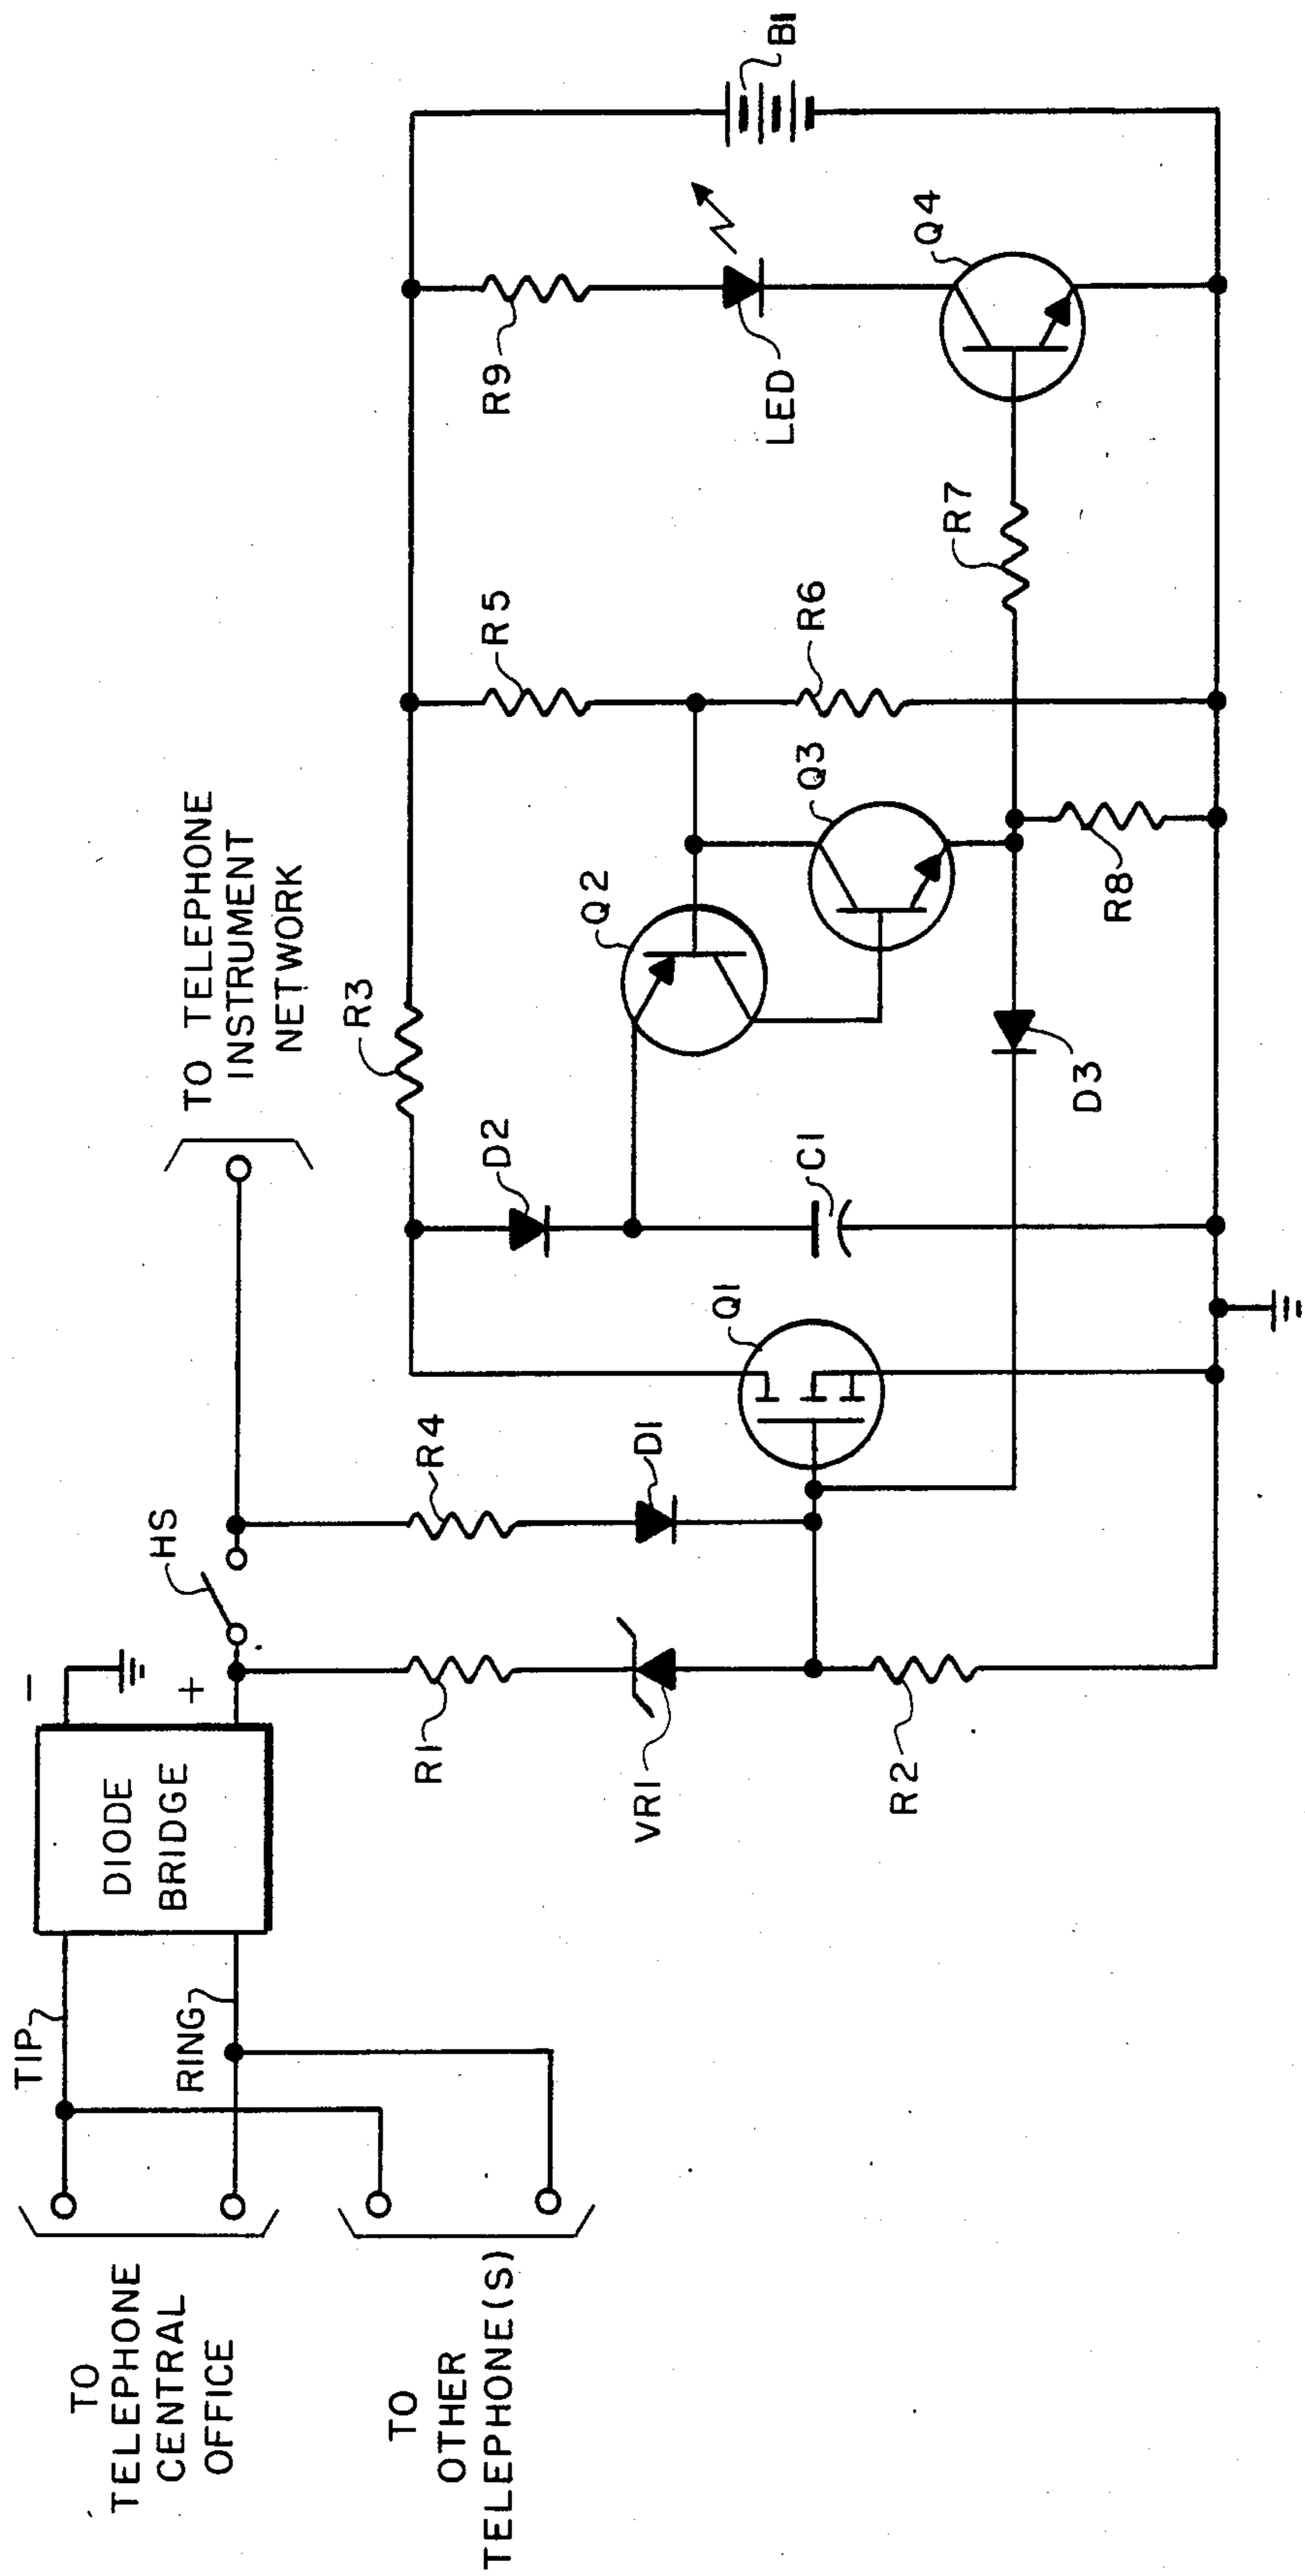 TO
TELEPHONE
CENTRAL
OFFICE
TO
OTHER
TELEPHONE(S)
TIP
RING
DIODE
BRIDGE
-
+
HS
TO TELEPHONE
INSTRUMENT
NETWORK
R1
VR1
R2
R4
D1
Q1
D2
C1
R3
Q2
Q3
D3
R8
R5
R6
R7
R9
LED
Q4
B1